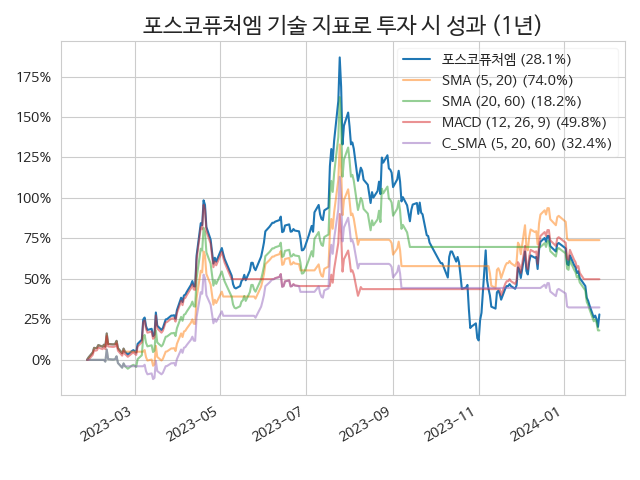 포스코퓨처엠 기술 지표로 투자 시 성과 (1년)
포스코퓨처엠 (28.1%)
SMA (5, 20) (74.0%)
SMA (20, 60) (18.2%)
MACD (12, 26, 9) (49.8%)
C_SMA (5, 20, 60) (32.4%)
175%
150%
125%
100%
75%
50%
25%
0%
2023-03
2023-05
2023-07
2023-09
2023-11
2024-01